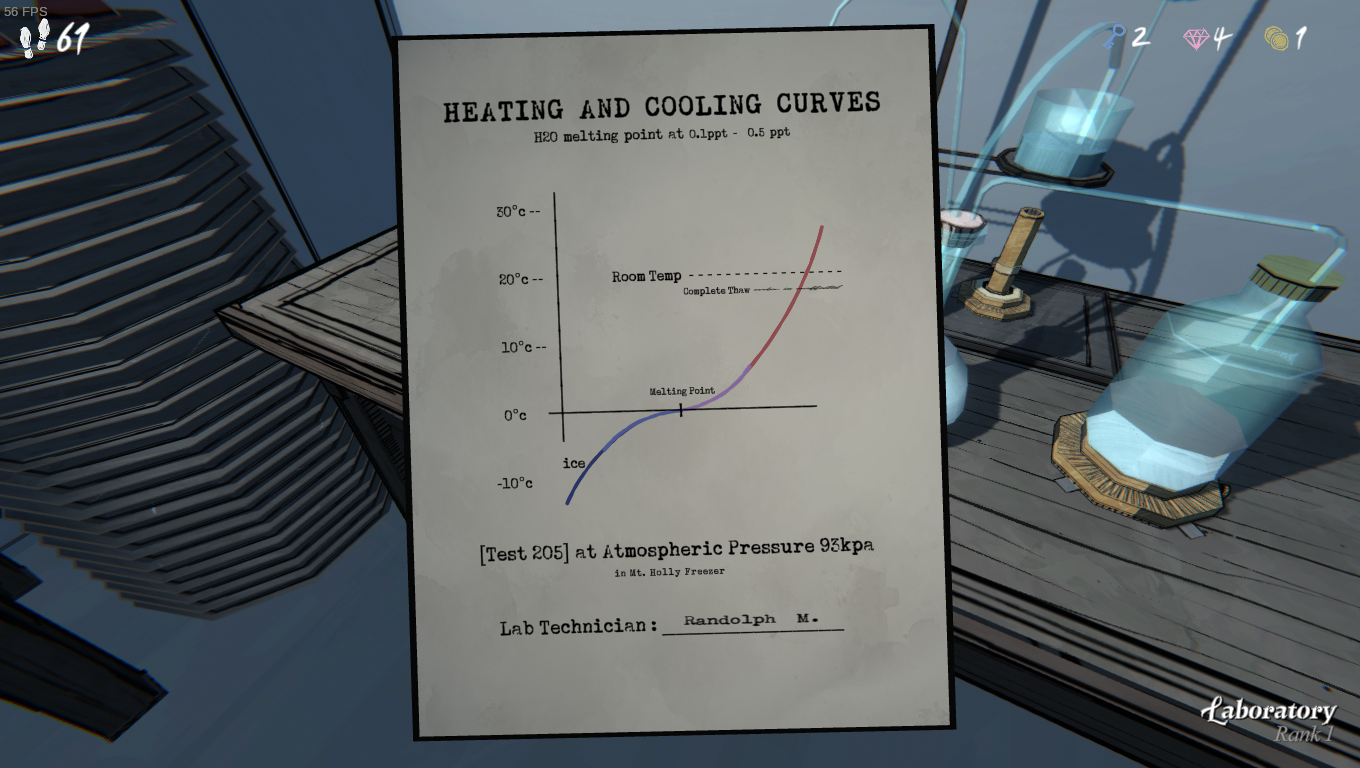 56 FPS
61
2 4 1
HEATING AND COOLING CURVES
H2O melting point at 0.1ppt - 0.5 ppt
30°c --
20°c --
Room Temp
Complete Thaw
10°c --
Melting Point
0°c
ice
-10°c
[Test 205] at Atmospheric Pressure 93kpa
in Mt. Holly Freezer
Lab Technician: Randolph M.
Laboratory
Rank 1